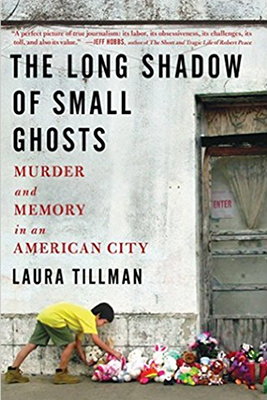 "A perfect picture of true journalism: its labor, its obsessiveness, its challenges, its
toll, and also its value." —JEFF HOBBS, author of The Short and Tragic Life of Robert Peace
THE LONG SHADOW
OF SMALL
GHOSTS
MURDER
and
MEMORY
in an
AMERICAN CITY
LAURA TILLMAN
ENTER